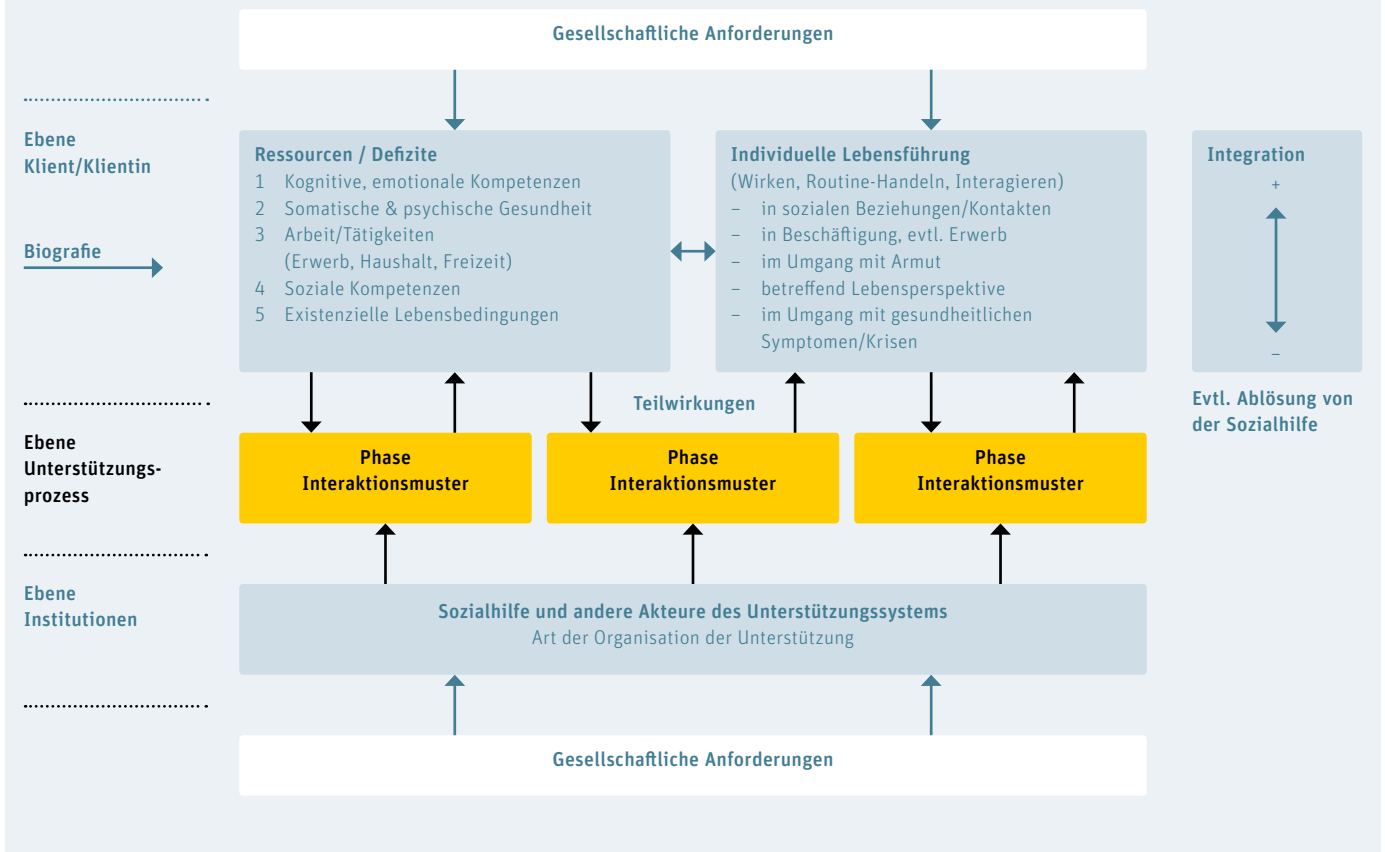 Gesellschaftliche Anforderungen
Ebene
Klient/Klientin
Biografie
Ressourcen / Defizite
1 Kognitive, emotionale Kompetenzen
2 Somatische & psychische Gesundheit
3 Arbeit/Tätigkeiten
(Erwerb, Haushalt, Freizeit)
4 Soziale Kompetenzen
5 Existenzielle Lebensbedingungen
Individuelle Lebensführung
(Wirken, Routine-Handeln, Interagieren)
– in sozialen Beziehungen/Kontakten
– in Beschäftigung, evtl. Erwerb
– im Umgang mit Armut
– betreffend Lebensperspektive
– im Umgang mit gesundheitlichen
Symptomen/Krisen
Integration
+
–
Evtl. Ablösung von
der Sozialhilfe
Teilwirkungen
Ebene
Unterstützungs-
prozess
Phase
Interaktionsmuster
Phase
Interaktionsmuster
Phase
Interaktionsmuster
Ebene
Institutionen
Sozialhilfe und andere Akteure des Unterstützungssystems
Art der Organisation der Unterstützung
Gesellschaftliche Anforderungen